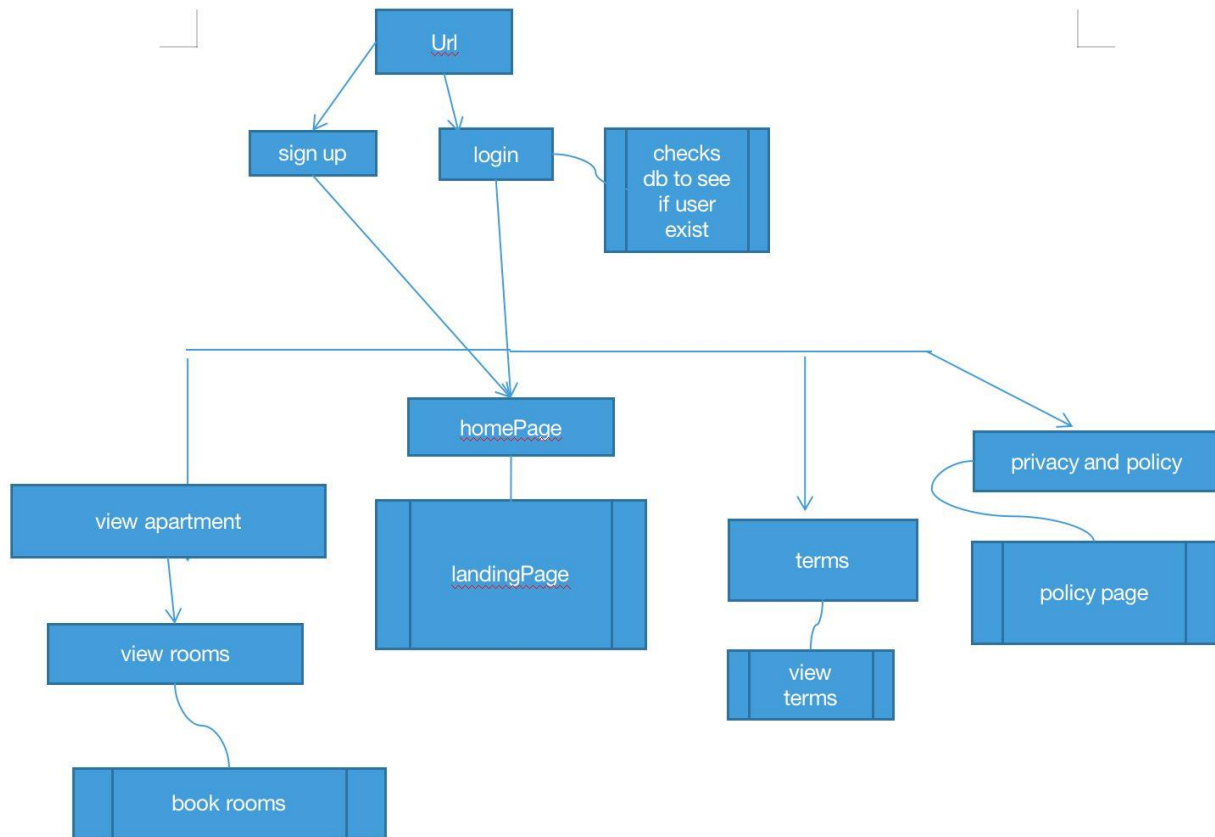 Url
sign up
login
checks
db to see
if user
exist
homePage
privacy and policy
view apartment
landingPage
terms
policy page
view rooms
view
terms
book rooms